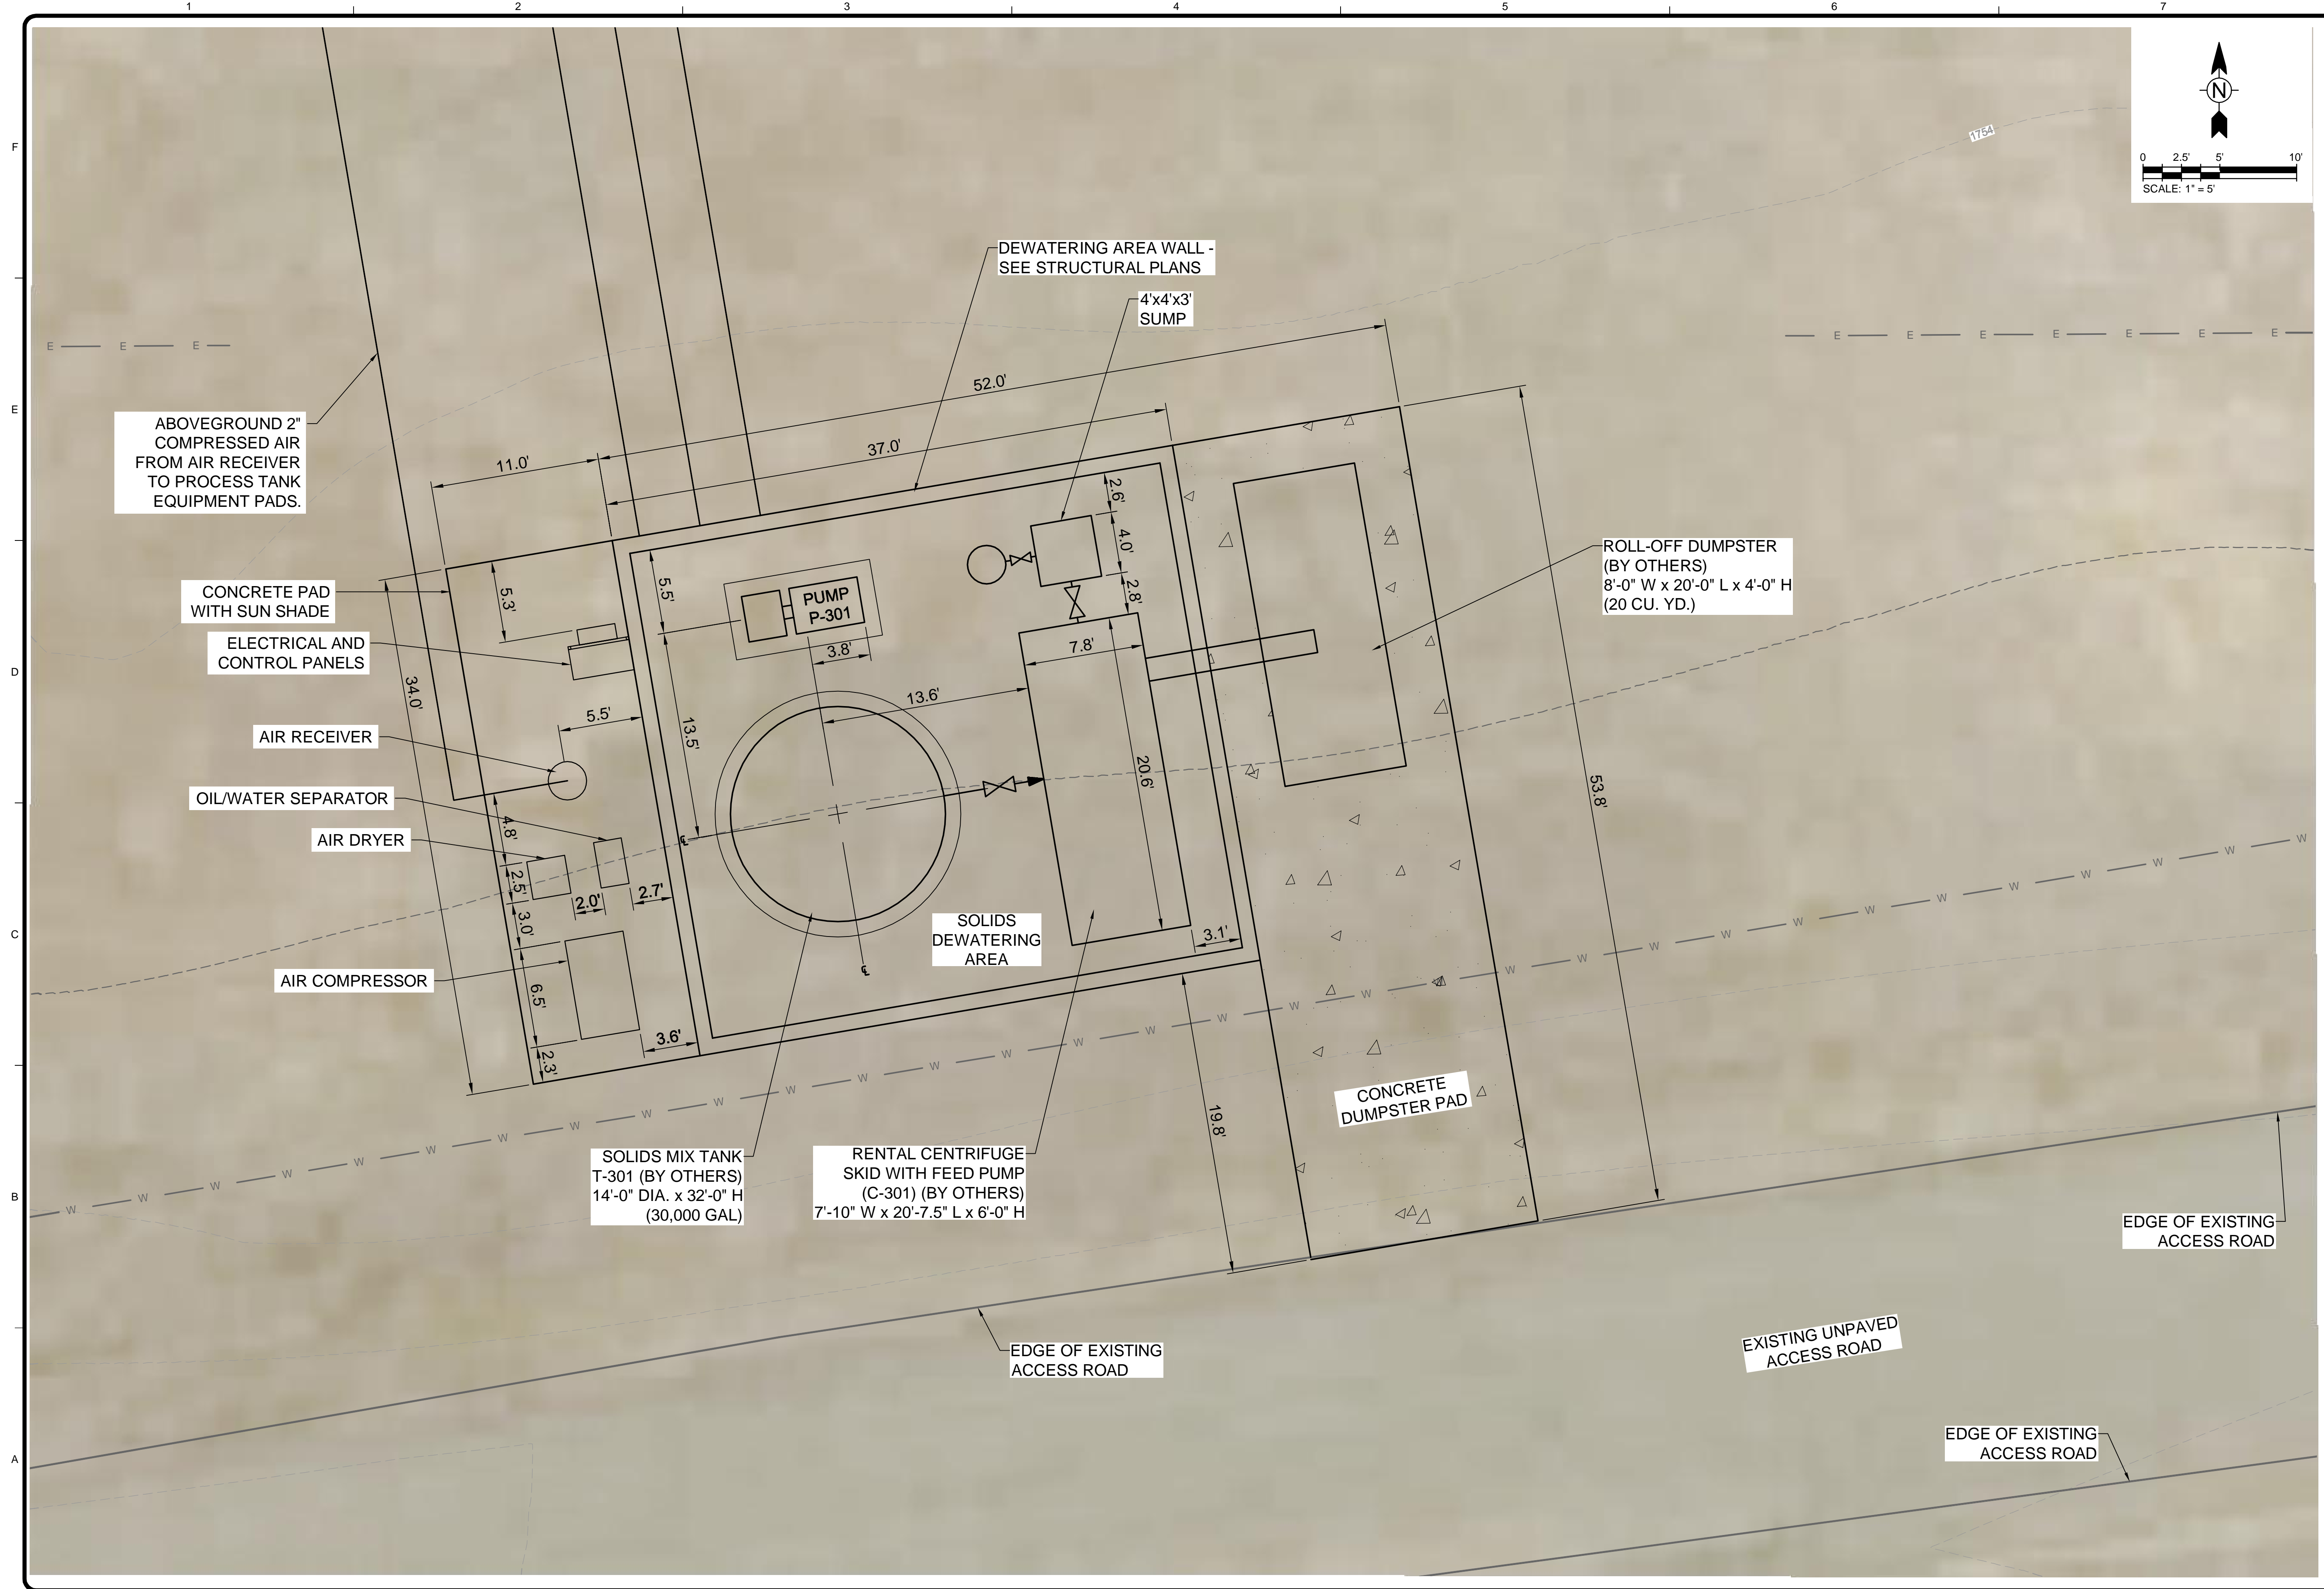 1 2 3 4 5 6 7
F
E
D
C
B
A
N
0 2.5' 5' 10'
SCALE: 1" = 5'
1754
DEWATERING AREA WALL -
SEE STRUCTURAL PLANS
4'x4'x3'
SUMP
E E E
E E E E E E E
52.0'
37.0'
11.0'
ABOVEGROUND 2"
COMPRESSED AIR
FROM AIR RECEIVER
TO PROCESS TANK
EQUIPMENT PADS.
2.6'
4.0'
2.8'
ROLL-OFF DUMPSTER
(BY OTHERS)
8'-0" W x 20'-0" L x 4'-0" H
(20 CU. YD.)
CONCRETE PAD
WITH SUN SHADE
5.3'
5.5'
PUMP
P-301
3.8'
7.8'
ELECTRICAL AND
CONTROL PANELS
34.0'
13.6'
5.5'
13.5'
AIR RECEIVER
20.6'
53.8'
OIL/WATER SEPARATOR
4.8'
AIR DRYER
2.5'
2.0'
2.7'
3.0'
SOLIDS
DEWATERING
AREA
3.1'
AIR COMPRESSOR
6.5'
3.6'
2.3'
W W W W W W W W W W W W W W W W W W W W W W W W W W W W W W W W
19.8'
CONCRETE
DUMPSTER PAD
SOLIDS MIX TANK
T-301 (BY OTHERS)
14'-0" DIA. x 32'-0" H
(30,000 GAL)
RENTAL CENTRIFUGE
SKID WITH FEED PUMP
(C-301) (BY OTHERS)
7'-10" W x 20'-7.5" L x 6'-0" H
EDGE OF EXISTING
ACCESS ROAD
EDGE OF EXISTING
ACCESS ROAD
EXISTING UNPAVED
ACCESS ROAD
EDGE OF EXISTING
ACCESS ROAD